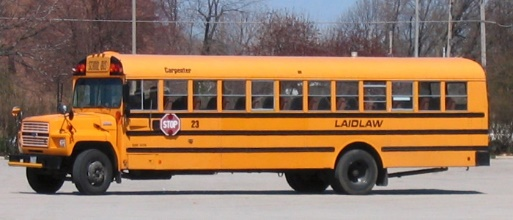 SCHOOL BUS
Carpenter
STOP
23
LAIDLAW